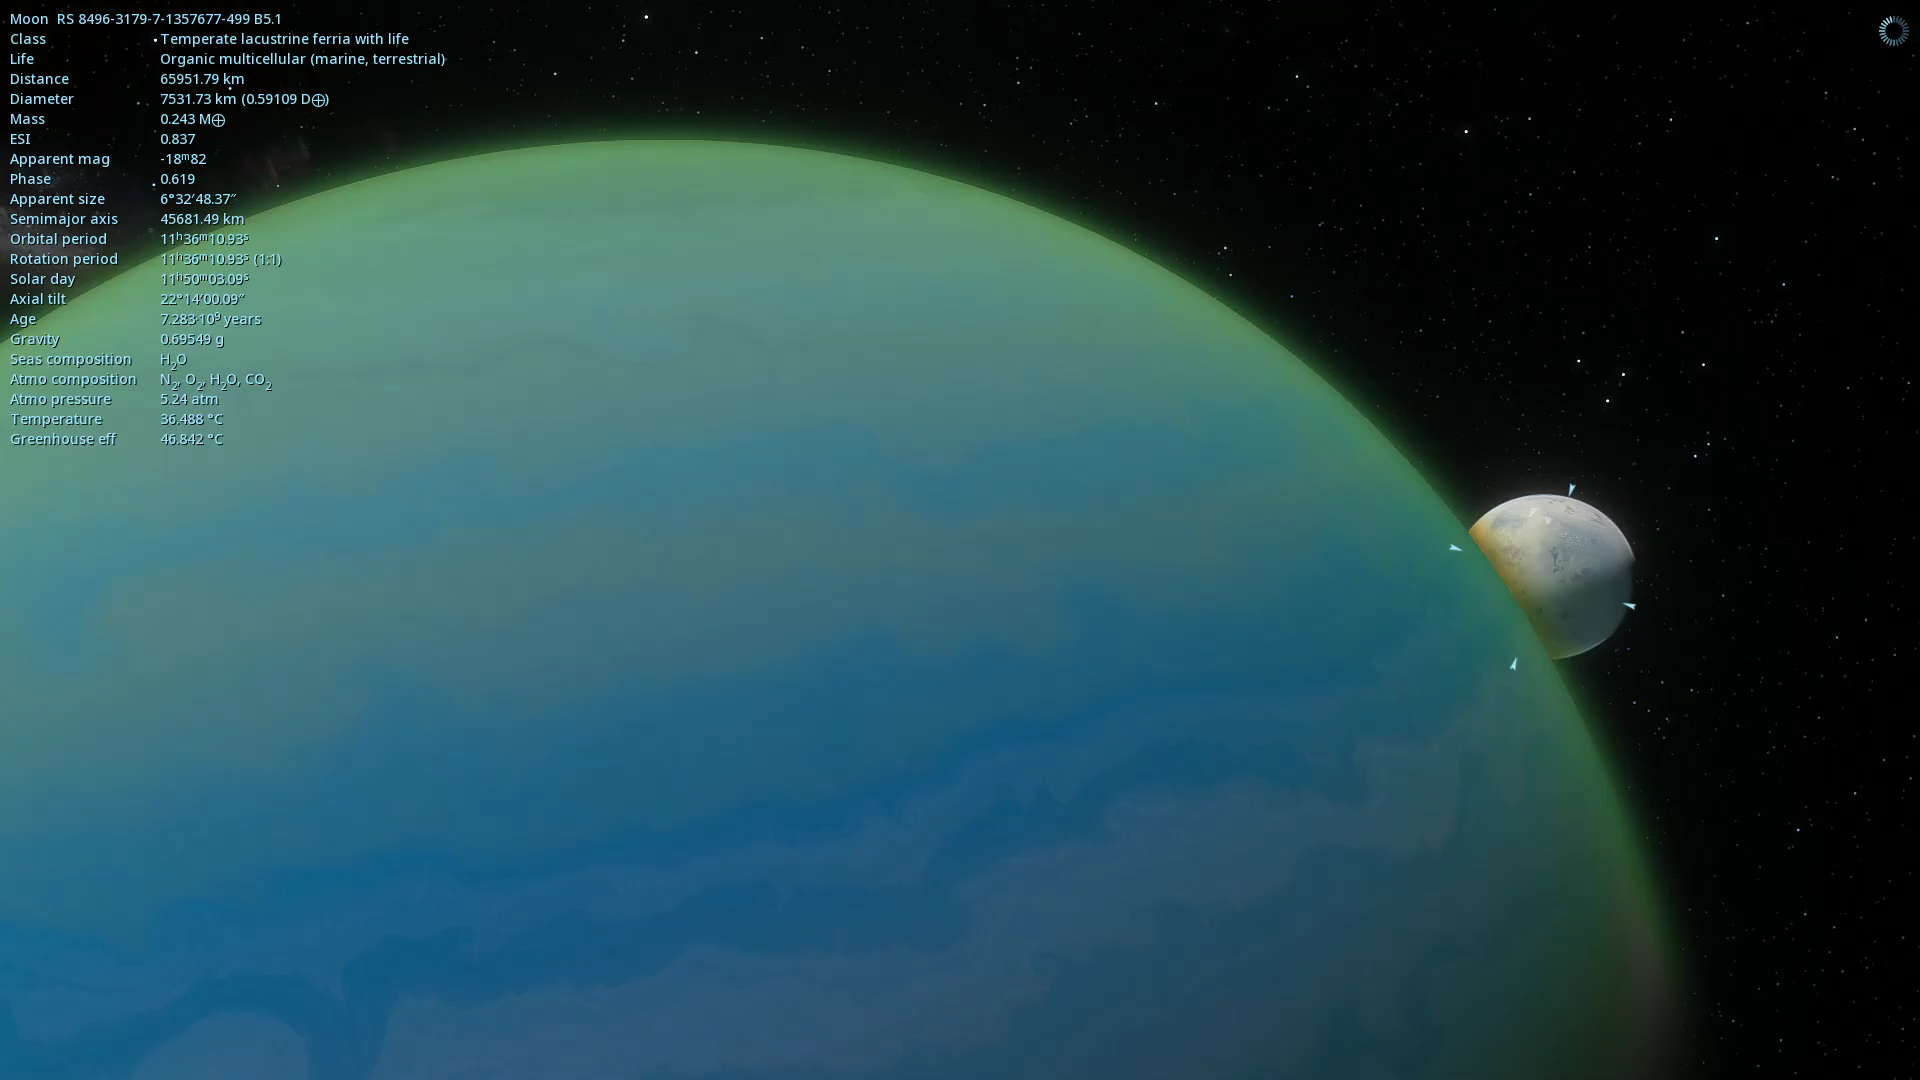 Moon RS 8496-3179-7-1357677-499 B5.1
Class Temperate lacustrine ferria with life
Life Organic multicellular (marine, terrestrial)
Distance 65951.79 km
Diameter 7531.73 km (0.59109 D⊕)
Mass 0.243 M⊕
ESI 0.837
Apparent mag -18ᵐ82
Phase 0.619
Apparent size 6°32′48.37″
Semimajor axis 45681.49 km
Orbital period 11ʰ36ᵐ10.93ˢ
Rotation period 11ʰ36ᵐ10.93ˢ (1:1)
Solar day 11ʰ50ᵐ03.09ˢ
Axial tilt 22°14′00.09″
Age 7.283·10⁹ years
Gravity 0.69549 g
Seas composition H₂O
Atmo composition N₂, O₂, H₂O, CO₂
Atmo pressure 5.24 atm
Temperature 36.488 °C
Greenhouse eff 46.842 °C